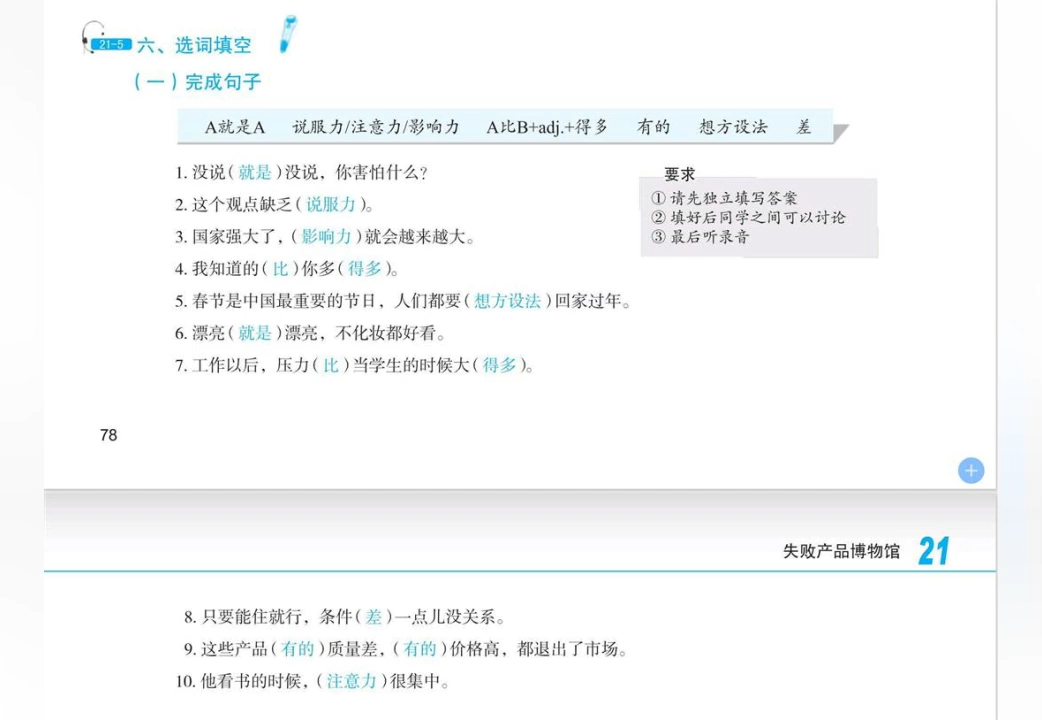 21-5 六、选词填空
（一）完成句子
A就是A 说服力/注意力/影响力 A比B+adj.+得多 有的 想方设法 差
1. 没说( 就是 )没说，你害怕什么?
2. 这个观点缺乏( 说服力 )。
3. 国家强大了，( 影响力 )就会越来越大。
4. 我知道的( 比 )你多( 得多 )。
5. 春节是中国最重要的节日，人们都要( 想方设法 )回家过年。
6. 漂亮( 就是 )漂亮，不化妆都好看。
7. 工作以后，压力( 比 )当学生的时候大( 得多 )。
要求
① 请先独立填写答案
② 填好后同学之间可以讨论
③ 最后听录音
78
失败产品博物馆 21
8. 只要能住就行，条件( 差 )一点儿没关系。
9. 这些产品( 有的 )质量差，( 有的 )价格高，都退出了市场。
10. 他看书的时候，( 注意力 )很集中。